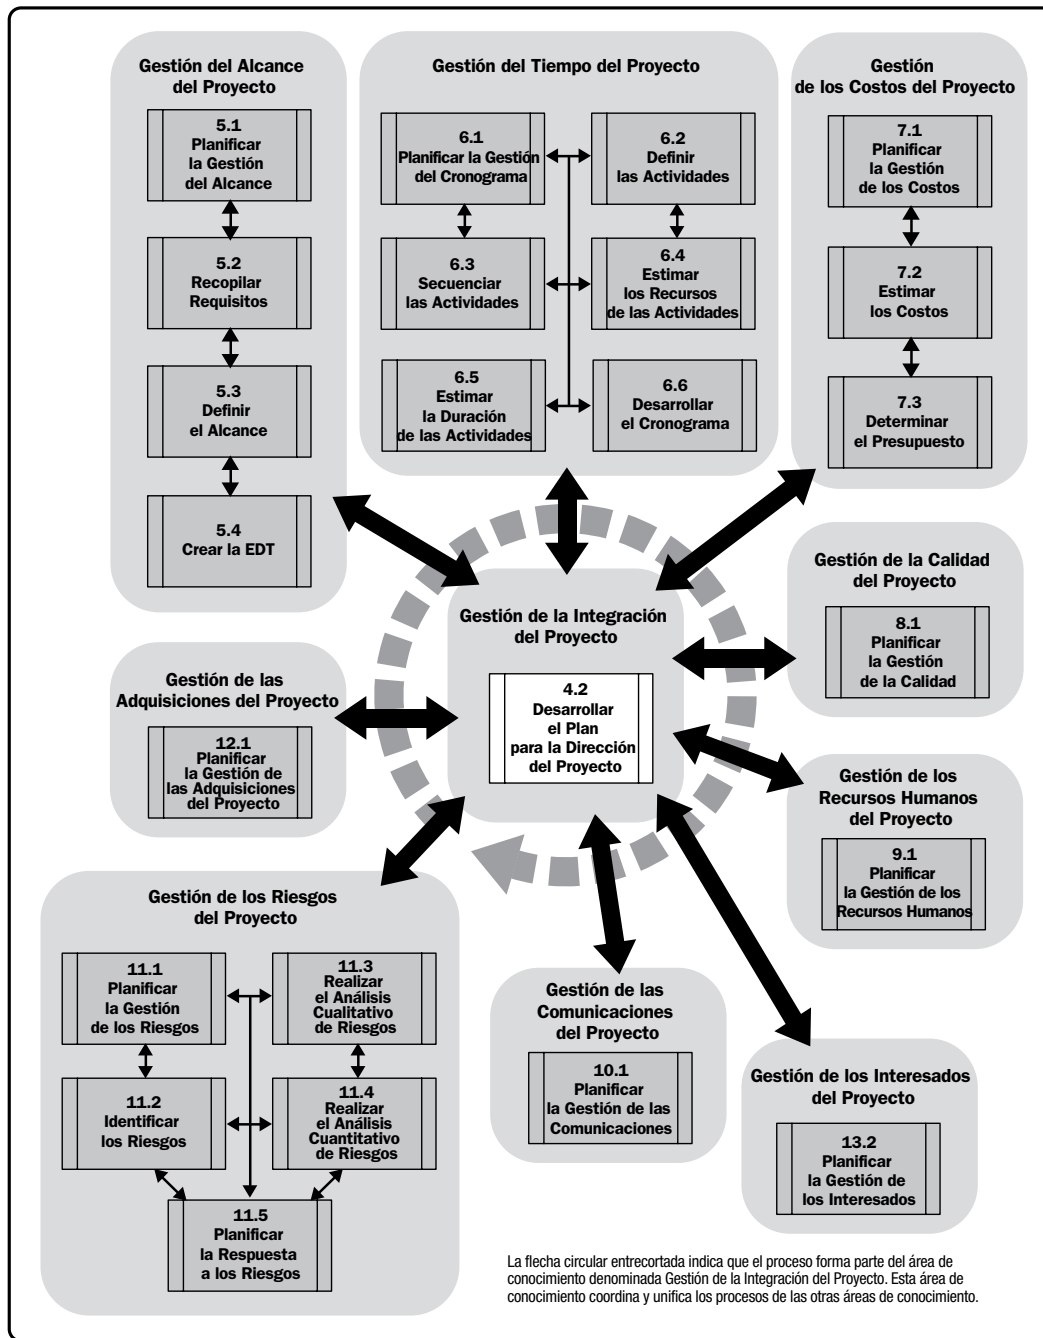 Gestión del Alcance
del Proyecto
5.1
Planificar
la Gestión
del Alcance
5.2
Recopilar
Requisitos
5.3
Definir
el Alcance
5.4
Crear la EDT
Gestión del Tiempo del Proyecto
6.1
Planificar la Gestión
del Cronograma
6.2
Definir
las Actividades
6.3
Secuenciar
las Actividades
6.4
Estimar
los Recursos
de las Actividades
6.5
Estimar
la Duración
de las Actividades
6.6
Desarrollar
el Cronograma
Gestión
de los Costos del Proyecto
7.1
Planificar
la Gestión
de los Costos
7.2
Estimar
los Costos
7.3
Determinar
el Presupuesto
Gestión de la Integración
del Proyecto
4.2
Desarrollar
el Plan
para la Dirección
del Proyecto
Gestión de la Calidad
del Proyecto
8.1
Planificar
la Gestión
de la Calidad
Gestión de las
Adquisiciones del Proyecto
12.1
Planificar
la Gestión de
las Adquisiciones
del Proyecto
Gestión de los
Recursos Humanos
del Proyecto
9.1
Planificar
la Gestión de los
Recursos Humanos
Gestión de los Riesgos
del Proyecto
11.1
Planificar
la Gestión
de los Riesgos
11.3
Realizar
el Análisis
Cualitativo
de Riesgos
11.2
Identificar
los Riesgos
11.4
Realizar
el Análisis
Cuantitativo
de Riesgos
11.5
Planificar
la Respuesta
a los Riesgos
Gestión de las
Comunicaciones
del Proyecto
10.1
Planificar
la Gestión de las
Comunicaciones
Gestión de los Interesados
del Proyecto
13.2
Planificar
la Gestión de
los Interesados
La flecha circular entrecortada indica que el proceso forma parte del área de
conocimiento denominada Gestión de la Integración del Proyecto. Esta área de
conocimiento coordina y unifica los procesos de las otras áreas de conocimiento.